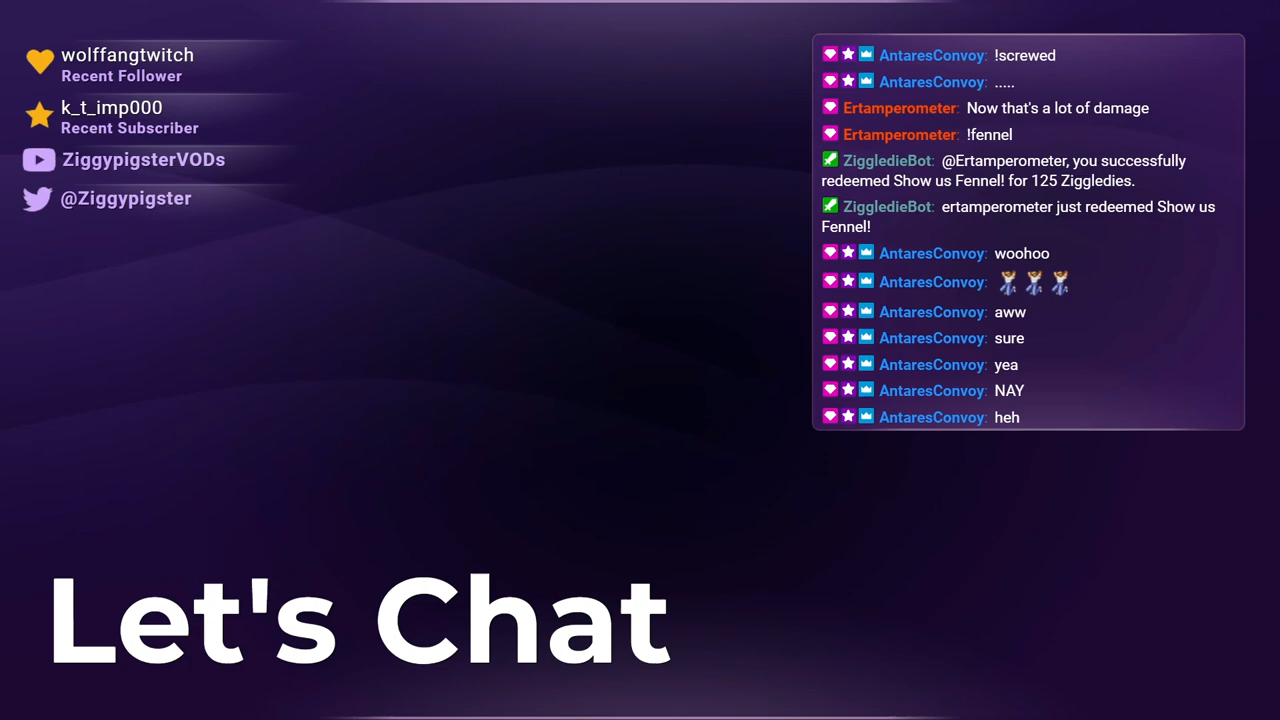 wolffangtwitch
Recent Follower
k_t_imp000
Recent Subscriber
ZiggypigsterVODs
@Ziggypigster
AntaresConvoy: !screwed
AntaresConvoy: .....
Ertamperometer: Now that's a lot of damage
Ertamperometer: !fennel
ZiggledieBot: @Ertamperometer, you successfully
redeemed Show us Fennel! for 125 Ziggledies.
ZiggledieBot: ertamperometer just redeemed Show us
Fennel!
AntaresConvoy: woohoo
AntaresConvoy:
AntaresConvoy: aww
AntaresConvoy: sure
AntaresConvoy: yea
AntaresConvoy: NAY
AntaresConvoy: heh
Let's Chat